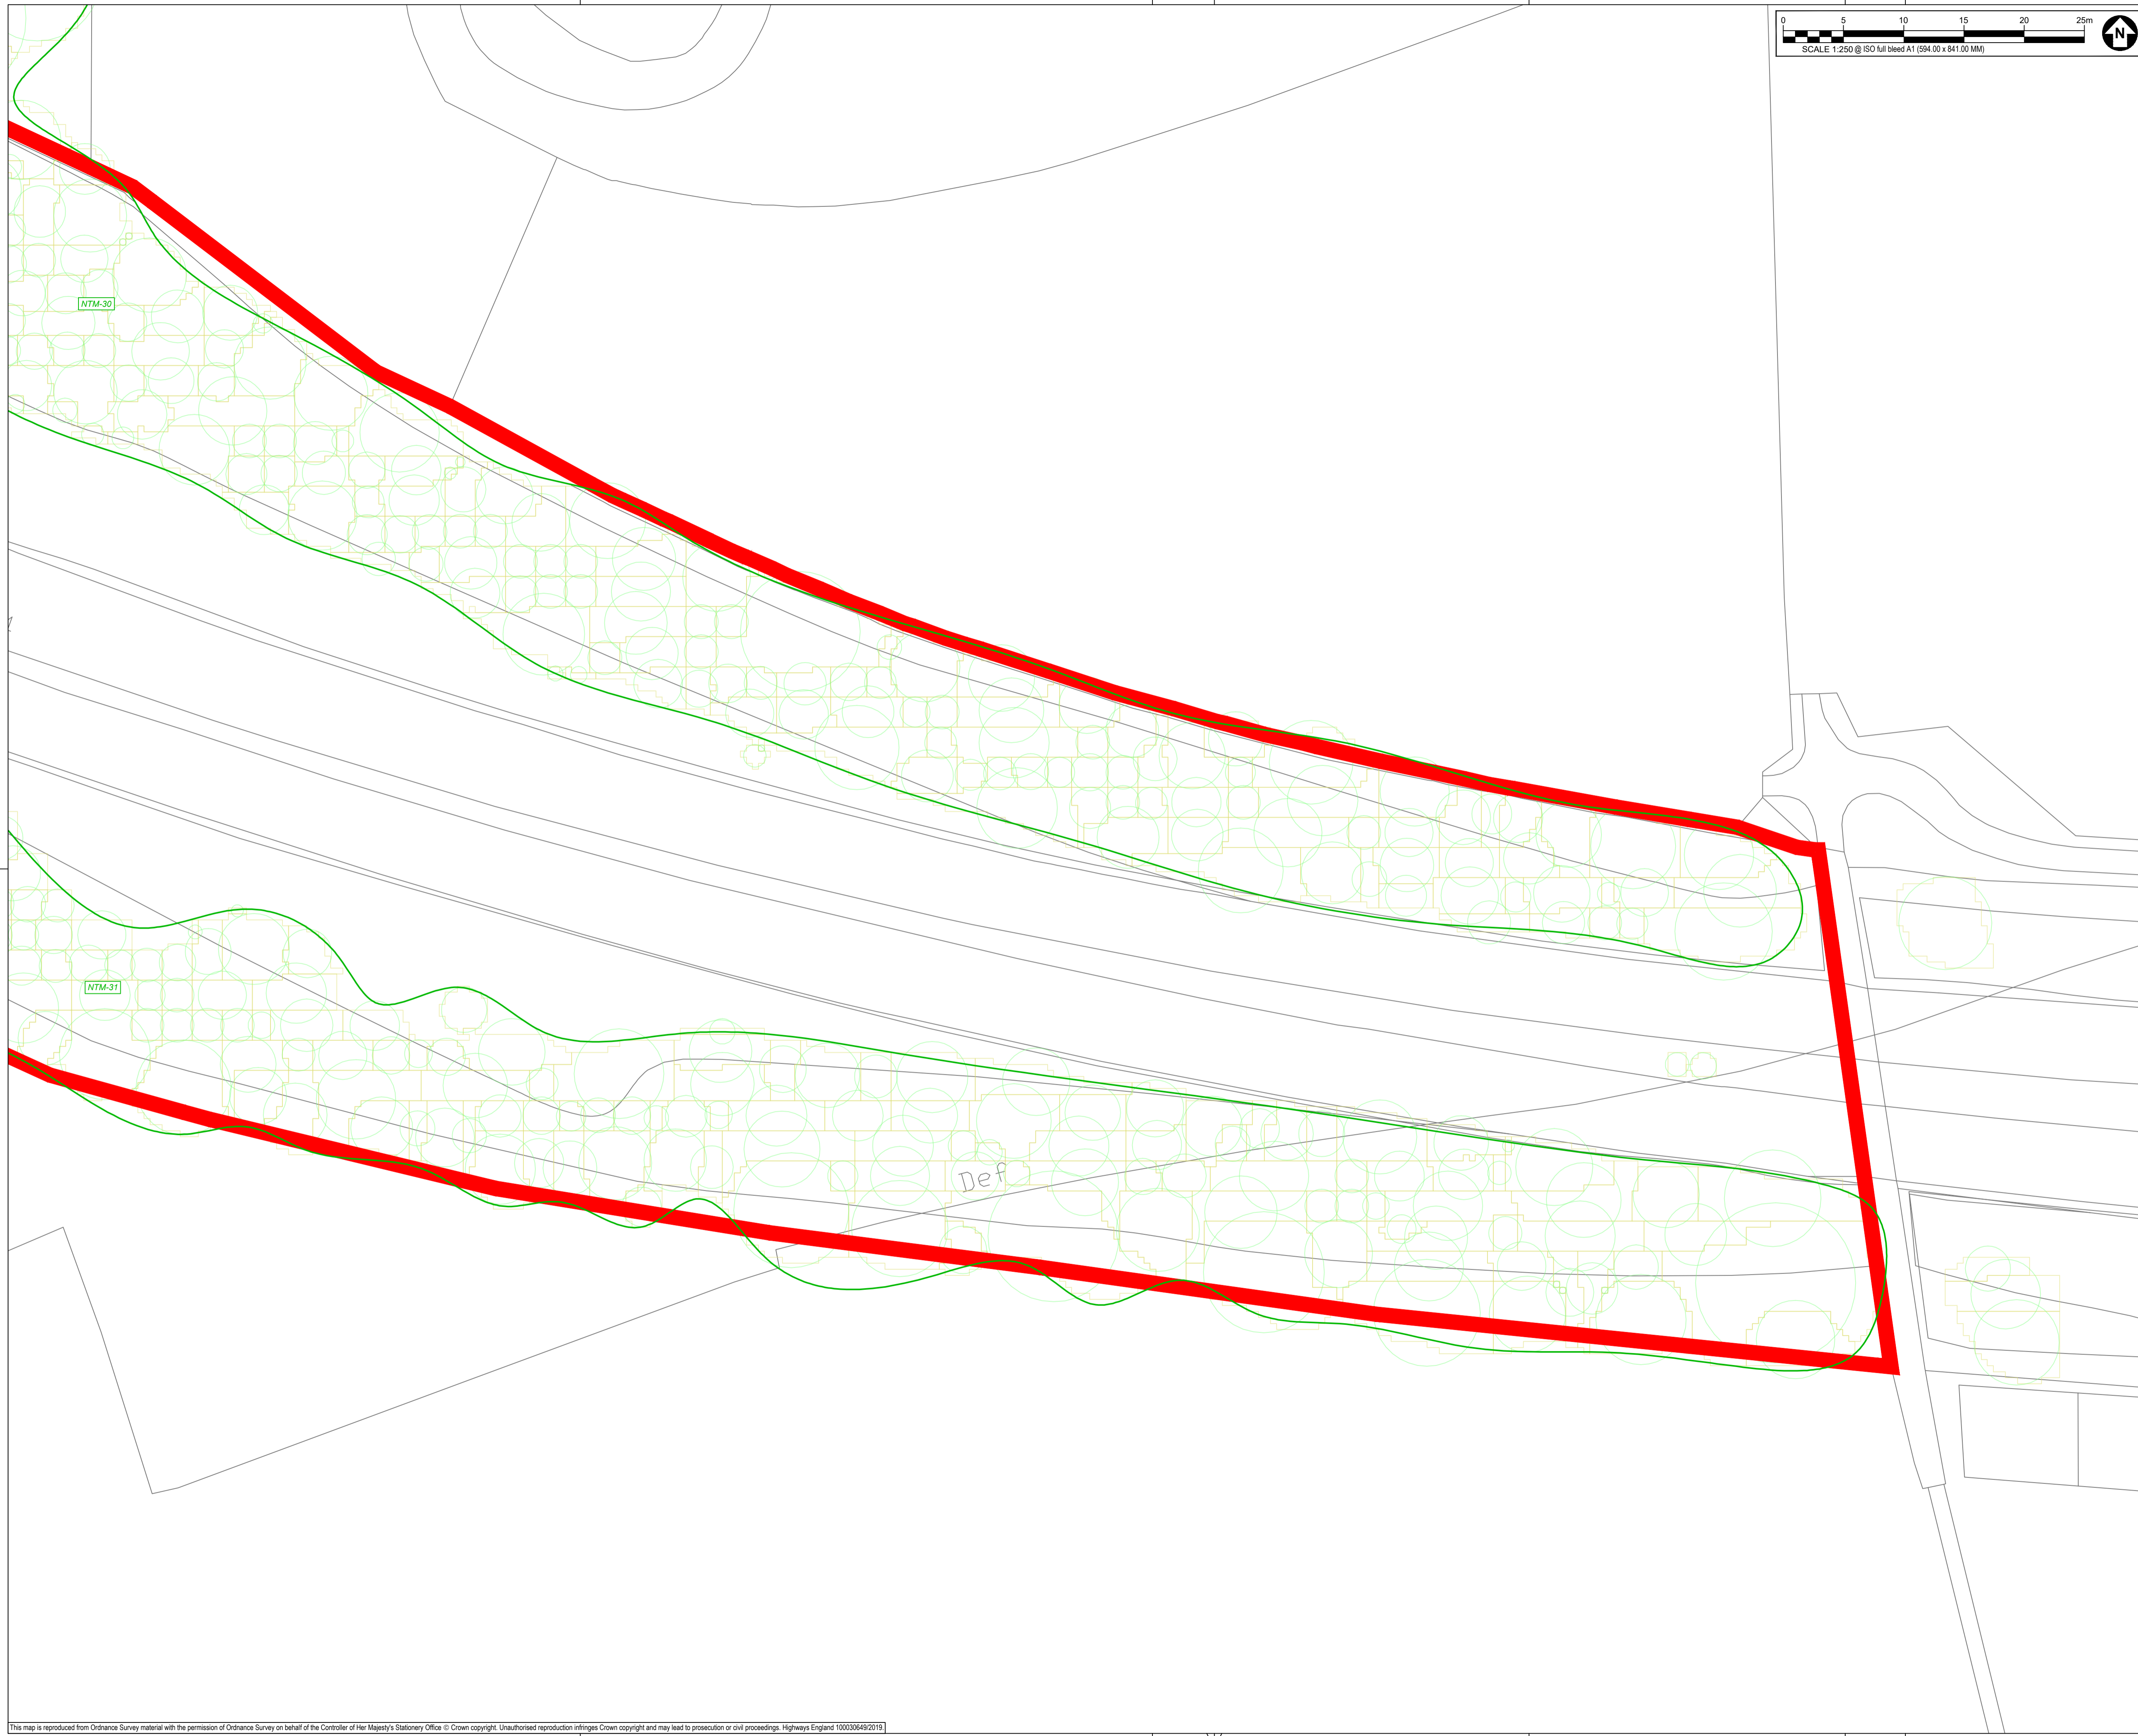 0 5 10 15 20 25m
SCALE 1:250 @ ISO full bleed A1 (594.00 x 841.00 MM)
N
NTM-30
NTM-31
Def
This map is reproduced from Ordnance Survey material with the permission of Ordnance Survey on behalf of the Controller of Her Majesty's Stationery Office © Crown copyright. Unauthorised reproduction infringes Crown copyright and may lead to prosecution or civil proceedings. Highways England 100030649/2019.